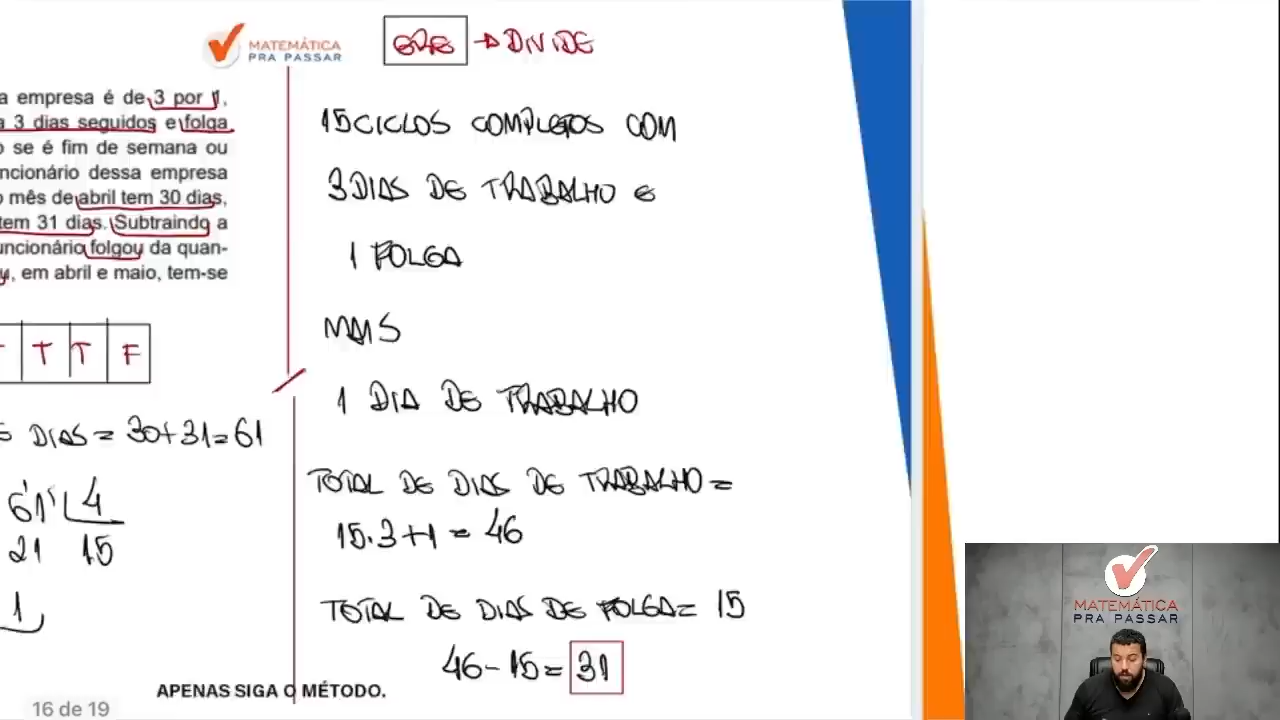 MATEMÁTICA
PRA PASSAR
→ DIVIDE
a empresa é de 3 por 1,
a 3 dias seguidos e folga
o se é fim de semana ou
ncionário dessa empresa
o mês de abril tem 30 dias,
tem 31 dias. Subtraindo a
uncionário folgou da quan-
, em abril e maio, tem-se
T T T F
DIAS = 30+31=61
61 4
21 15
1
15 CICLOS COMPLETOS COM
3 DIAS DE TRABALHO E
1 FOLGA
MAIS
1 DIA DE TRABALHO
TOTAL DE DIAS DE TRABALHO =
15.3+1 = 46
TOTAL DE DIAS DE FOLGA = 15
46-15= 31
APENAS SIGA O MÉTODO.
16 de 19
MATEMÁTICA
PRA PASSAR